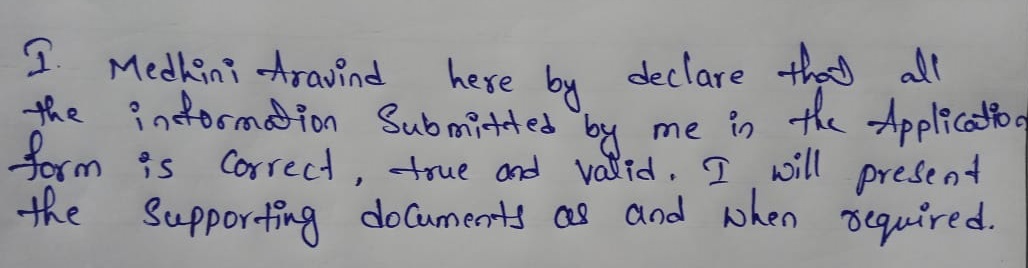 I. Medhini Aravind here by declare that all
the information Submitted by me in the Application
form is Correct, true and valid. I will present
the Supporting documents as and when required.